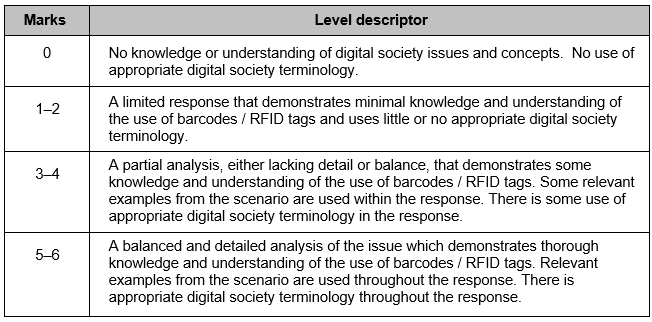 Marks
Level descriptor
0
No knowledge or understanding of digital society issues and concepts.  No use of
appropriate digital society terminology.
1–2
A limited response that demonstrates minimal knowledge and understanding of
the use of barcodes / RFID tags and uses little or no appropriate digital society
terminology.
3–4
A partial analysis, either lacking detail or balance, that demonstrates some
knowledge and understanding of the use of barcodes / RFID tags. Some relevant
examples from the scenario are used within the response. There is some use of
appropriate digital society terminology in the response.
5–6
A balanced and detailed analysis of the issue which demonstrates thorough
knowledge and understanding of the use of barcodes / RFID tags. Relevant
examples from the scenario are used throughout the response. There is
appropriate digital society terminology throughout the response.